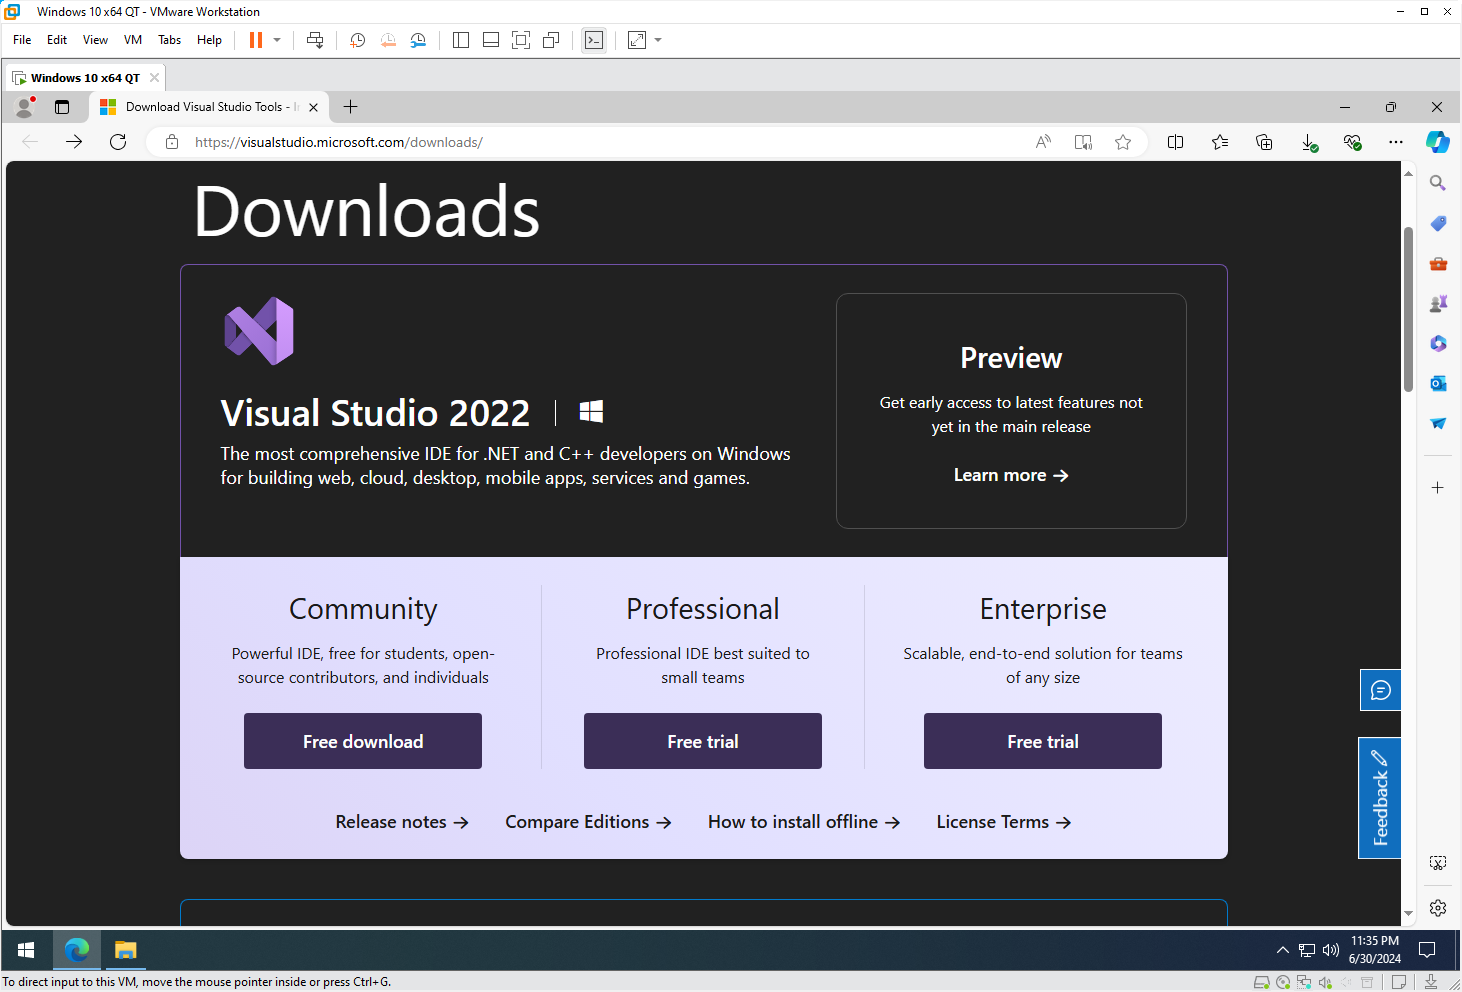 Windows 10 x64 QT - VMware Workstation
File Edit View VM Tabs Help
Windows 10 x64 QT
Download Visual Studio Tools -
https://visualstudio.microsoft.com/downloads/
Downloads
Visual Studio 2022
The most comprehensive IDE for .NET and C++ developers on Windows
for building web, cloud, desktop, mobile apps, services and games.
Preview
Get early access to latest features not
yet in the main release
Learn more →
Community
Powerful IDE, free for students, open-
source contributors, and individuals
Free download
Professional
Professional IDE best suited to
small teams
Free trial
Enterprise
Scalable, end-to-end solution for teams
of any size
Free trial
Release notes → Compare Editions → How to install offline → License Terms →
Feedback
11:35 PM
6/30/2024
To direct input to this VM, move the mouse pointer inside or press Ctrl+G.